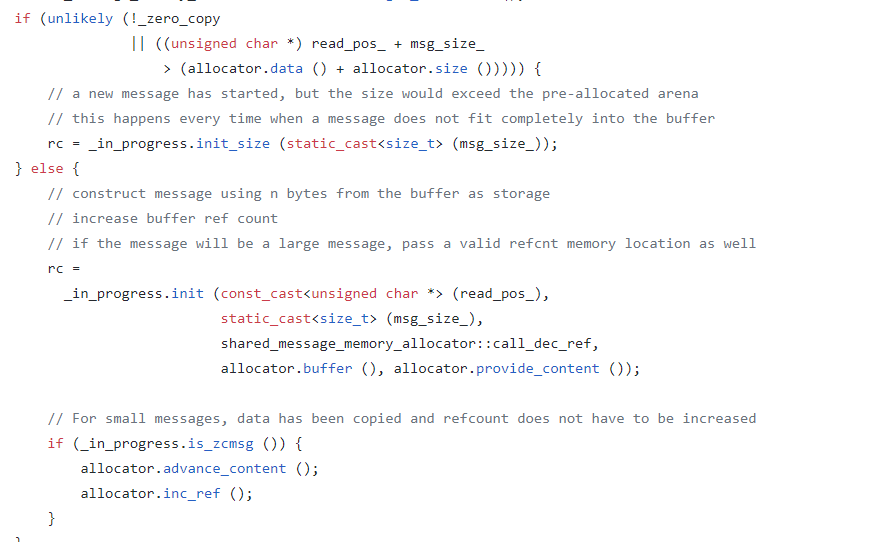 if (unlikely (!_zero_copy
|| ((unsigned char *) read_pos_ + msg_size_
> (allocator.data () + allocator.size ())))) {
// a new message has started, but the size would exceed the pre-allocated arena
// this happens every time when a message does not fit completely into the buffer
rc = _in_progress.init_size (static_cast<size_t> (msg_size_));
} else {
// construct message using n bytes from the buffer as storage
// increase buffer ref count
// if the message will be a large message, pass a valid refcnt memory location as well
rc =
_in_progress.init (const_cast<unsigned char *> (read_pos_),
static_cast<size_t> (msg_size_),
shared_message_memory_allocator::call_dec_ref,
allocator.buffer (), allocator.provide_content ());
// For small messages, data has been copied and refcount does not have to be increased
if (_in_progress.is_zcmsg ()) {
allocator.advance_content ();
allocator.inc_ref ();
}